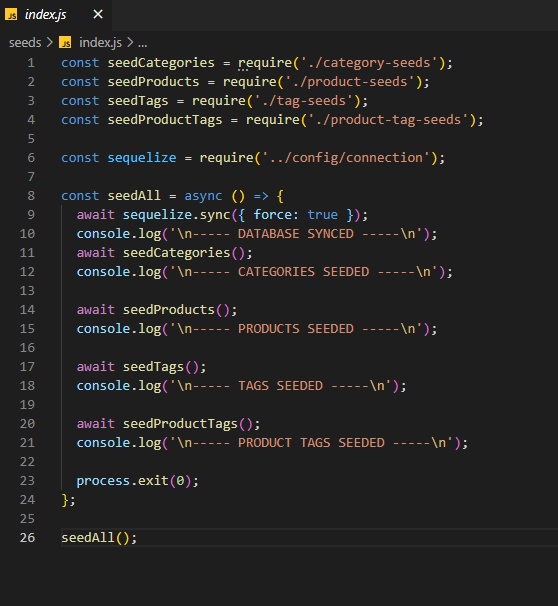 JS index.js ×
seeds > JS index.js > ...
1 const seedCategories = require('./category-seeds');
2 const seedProducts = require('./product-seeds');
3 const seedTags = require('./tag-seeds');
4 const seedProductTags = require('./product-tag-seeds');
5
6 const sequelize = require('../config/connection');
7
8 const seedAll = async () => {
9 await sequelize.sync({ force: true });
10 console.log('\n----- DATABASE SYNCED -----\n');
11 await seedCategories();
12 console.log('\n----- CATEGORIES SEEDED -----\n');
13
14 await seedProducts();
15 console.log('\n----- PRODUCTS SEEDED -----\n');
16
17 await seedTags();
18 console.log('\n----- TAGS SEEDED -----\n');
19
20 await seedProductTags();
21 console.log('\n----- PRODUCT TAGS SEEDED -----\n');
22
23 process.exit(0);
24 };
25
26 seedAll();